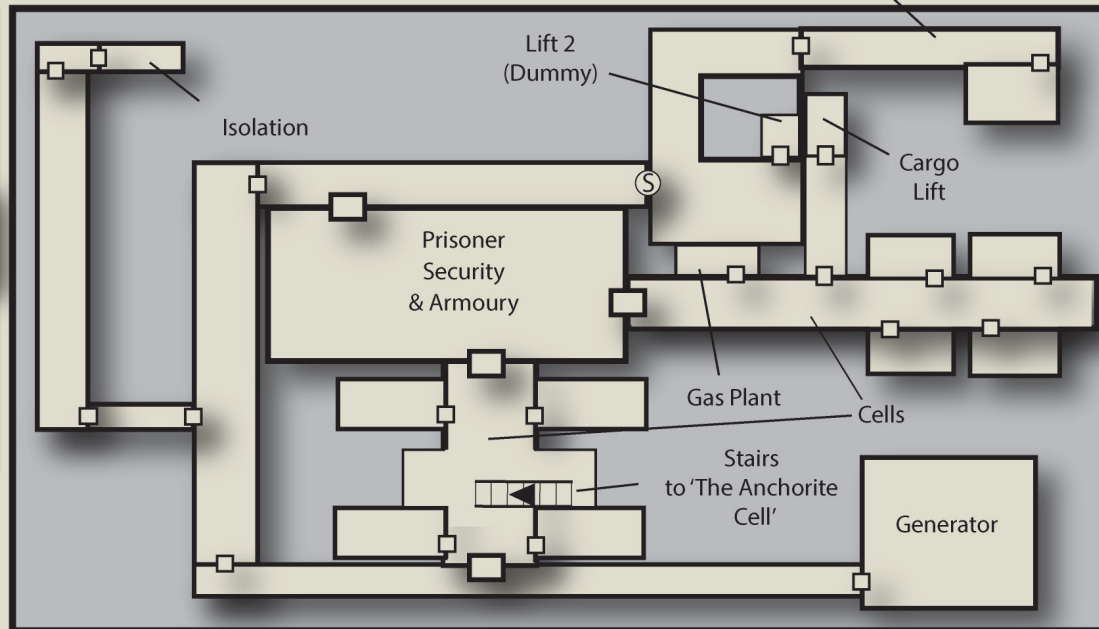 Lift 2
(Dummy)
Isolation
Cargo
Lift
S
Prisoner
Security
& Armoury
Gas Plant
Cells
Stairs
to ‘The Anchorite
Cell’
Generator